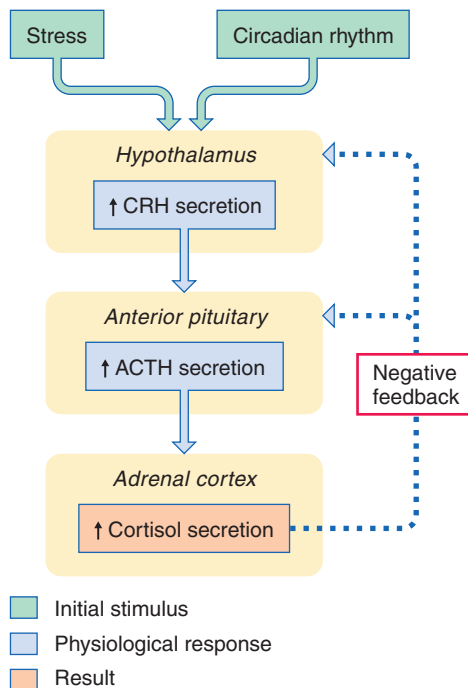 Stress
Circadian rhythm
Hypothalamus
↑ CRH secretion
Anterior pituitary
↑ ACTH secretion
Negative
feedback
Adrenal cortex
↑ Cortisol secretion
Initial stimulus
Physiological response
Result